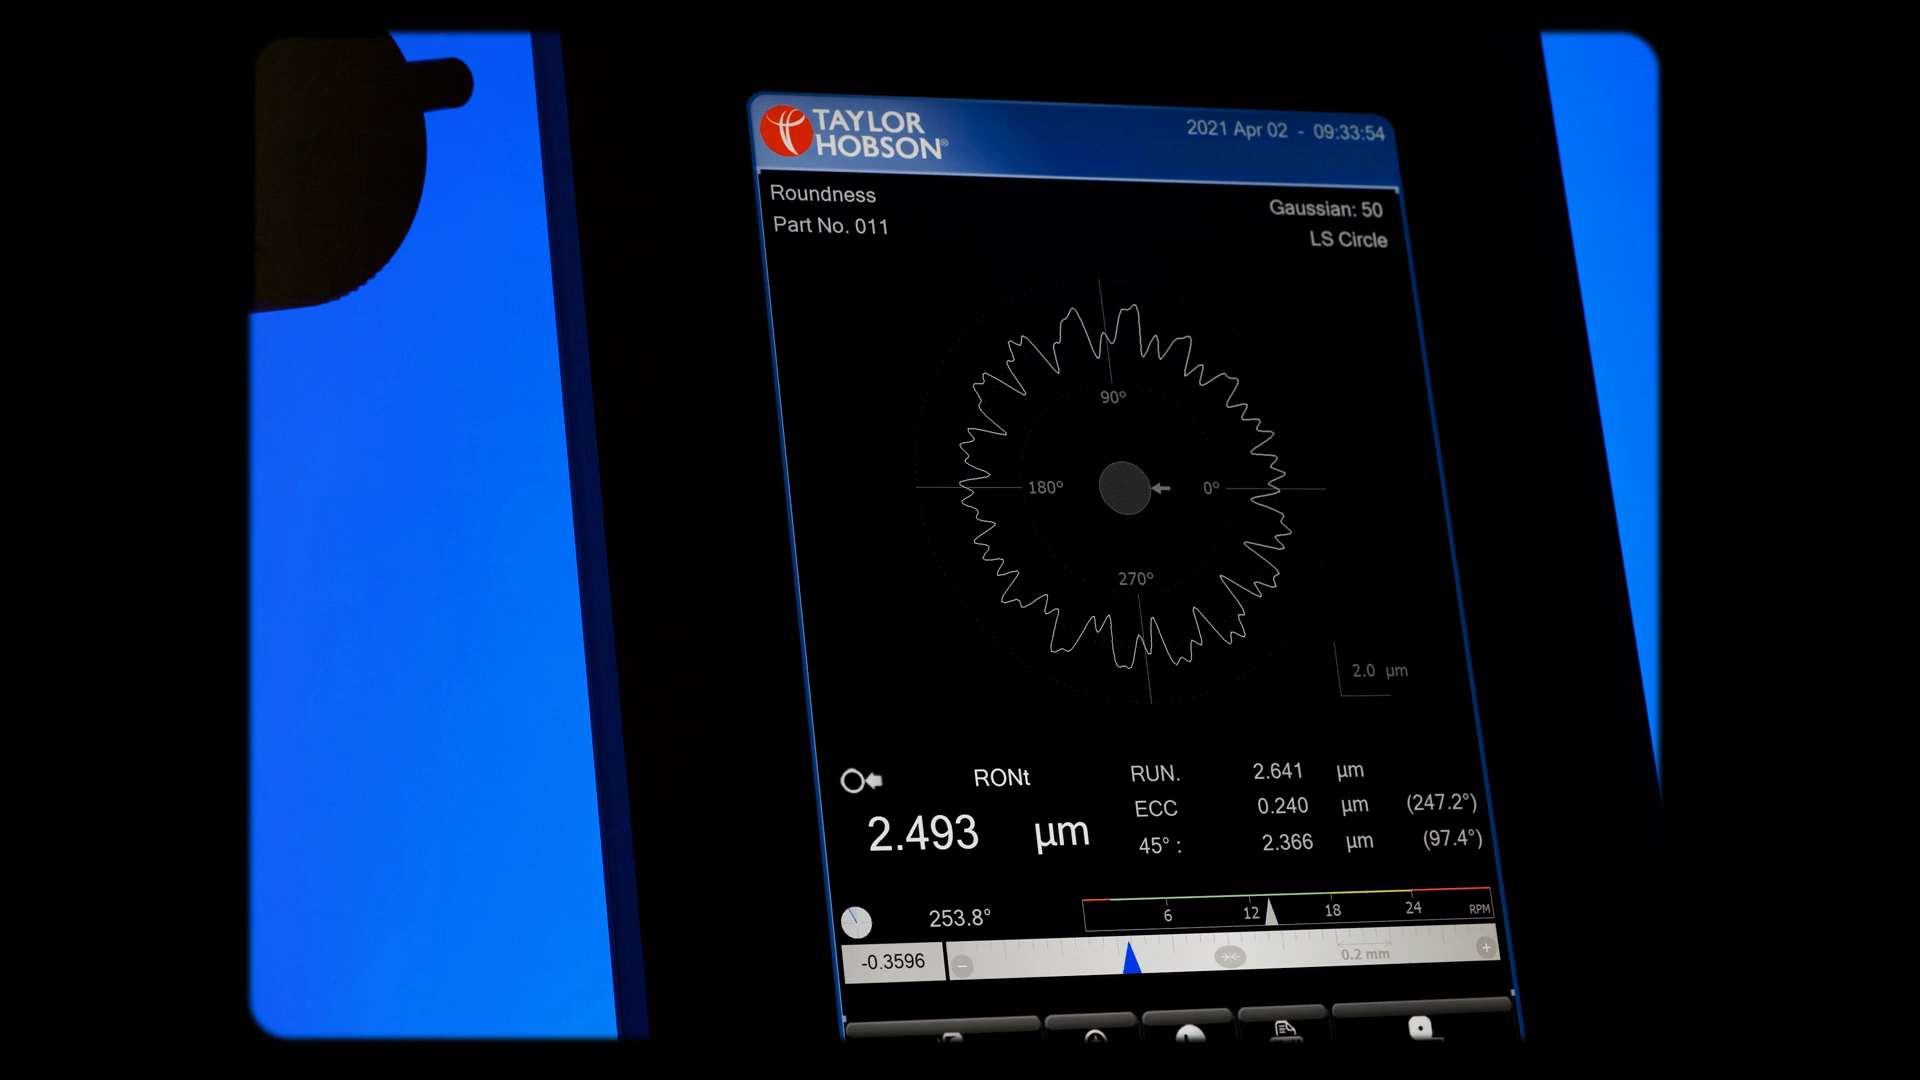 TAYLOR
HOBSON®
2021 Apr 02 - 09:33:54
Roundness
Gaussian: 50
Part No. 011
LS Circle
90°
180°
0°
270°
2.0 µm
RONt
2.493 µm
RUN. 2.641 µm
ECC 0.240 µm (247.2°)
45° : 2.366 µm (97.4°)
253.8°
6 12 18 24 RPM
-0.3596
0.2 mm